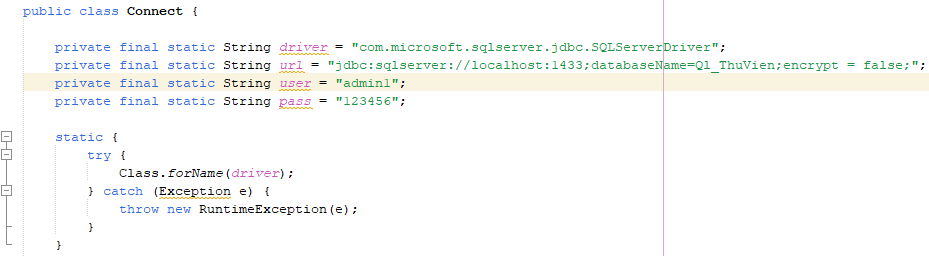 public class Connect {
private final static String driver = "com.microsoft.sqlserver.jdbc.SQLServerDriver";
private final static String url = "jdbc:sqlserver://localhost:1433;databaseName=Ql_ThuVien;encrypt = false;";
private final static String user = "admin1";
private final static String pass = "123456";
static {
try {
Class.forName(driver);
} catch (Exception e) {
throw new RuntimeException(e);
}
}